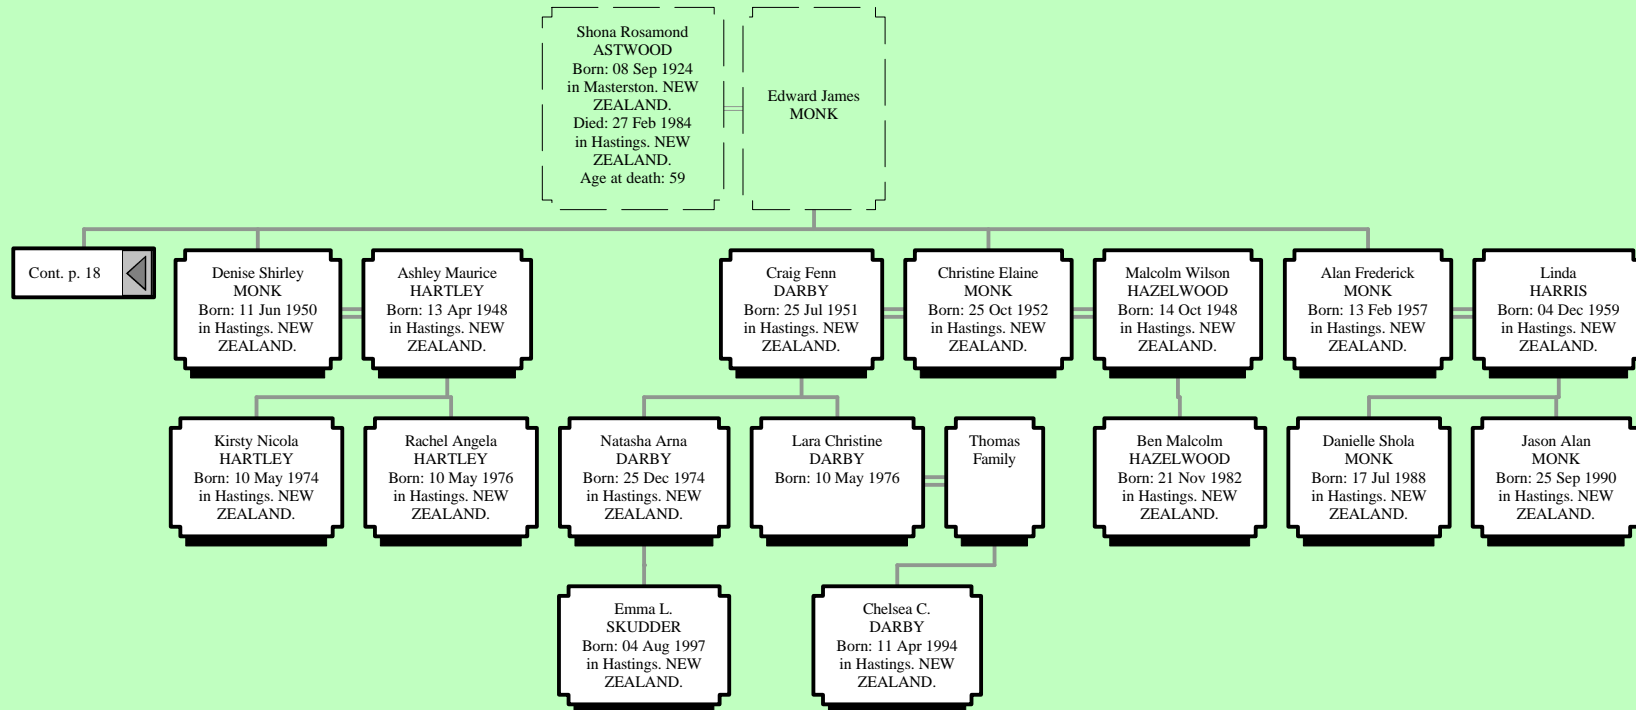 Shona Rosamond
ASTWOOD
Born: 08 Sep 1924
in Masterston. NEW
ZEALAND.
Died: 27 Feb 1984
in Hastings. NEW
ZEALAND.
Age at death: 59
Edward James
MONK
Cont. p. 18
Denise Shirley
MONK
Born: 11 Jun 1950
in Hastings. NEW
ZEALAND.
Ashley Maurice
HARTLEY
Born: 13 Apr 1948
in Hastings. NEW
ZEALAND.
Craig Fenn
DARBY
Born: 25 Jul 1951
in Hastings. NEW
ZEALAND.
Christine Elaine
MONK
Born: 25 Oct 1952
in Hastings. NEW
ZEALAND.
Malcolm Wilson
HAZELWOOD
Born: 14 Oct 1948
in Hastings. NEW
ZEALAND.
Alan Frederick
MONK
Born: 13 Feb 1957
in Hastings. NEW
ZEALAND.
Linda
HARRIS
Born: 04 Dec 1959
in Hastings. NEW
ZEALAND.
Kirsty Nicola
HARTLEY
Born: 10 May 1974
in Hastings. NEW
ZEALAND.
Rachel Angela
HARTLEY
Born: 10 May 1976
in Hastings. NEW
ZEALAND.
Natasha Arna
DARBY
Born: 25 Dec 1974
in Hastings. NEW
ZEALAND.
Lara Christine
DARBY
Born: 10 May 1976
Thomas
Family
Ben Malcolm
HAZELWOOD
Born: 21 Nov 1982
in Hastings. NEW
ZEALAND.
Danielle Shola
MONK
Born: 17 Jul 1988
in Hastings. NEW
ZEALAND.
Jason Alan
MONK
Born: 25 Sep 1990
in Hastings. NEW
ZEALAND.
Emma L.
SKUDDER
Born: 04 Aug 1997
in Hastings. NEW
ZEALAND.
Chelsea C.
DARBY
Born: 11 Apr 1994
in Hastings. NEW
ZEALAND.